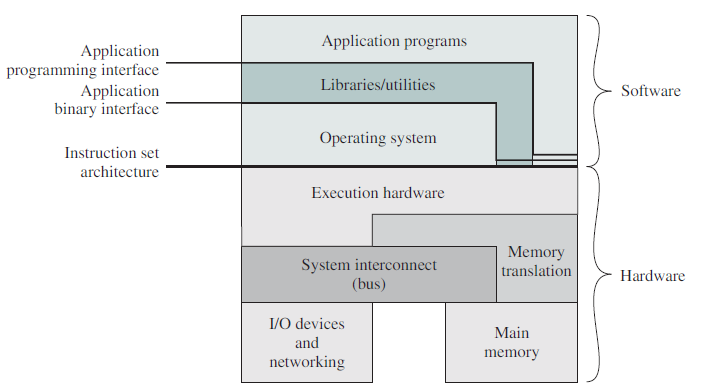 Application programs
Application
programming interface
Libraries/utilities
Software
Application
binary interface
Operating system
Instruction set
architecture
Execution hardware
Memory
translation
System interconnect
(bus)
Hardware
I/O devices
and
networking
Main
memory